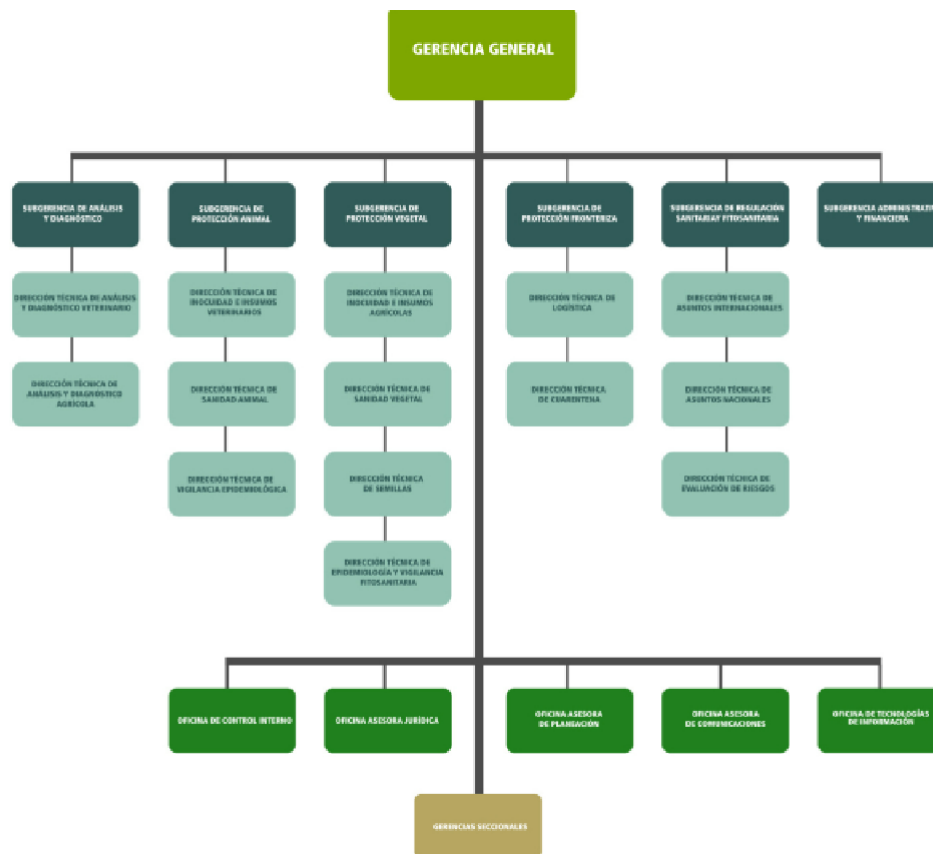 GERENCIA GENERAL
SUBGERENCIA DE ANÁLISIS
Y DIAGNÓSTICO
SUBGERENCIA DE
PROTECCIÓN ANIMAL
SUBGERENCIA DE
PROTECCIÓN VEGETAL
SUBGERENCIA DE
PROTECCIÓN FRONTERIZA
SUBGERENCIA DE REGULACIÓN
SANITARIAY FITOSANITARIA
SUBGERENCIA ADMINISTRATIV
Y FINANCIERA
DIRECCIÓN TÉCNICA DE ANÁLISIS
Y DIAGNÓSTICO VETERINARIO
DIRECCIÓN TÉCNICA DE
INOCUIDAD E INSUMOS
VETERINARIOS
DIRECCIÓN TÉCNICA DE
INOCUIDAD E INSUMOS
AGRÍCOLAS
DIRECCIÓN TÉCNICA DE
LOGÍSTICA
DIRECCIÓN TÉCNICA DE
ASUNTOS INTERNACIONALES
DIRECCIÓN TÉCNICA DE
ANÁLISIS Y DIAGNÓSTICO
AGRÍCOLA
DIRECCIÓN TÉCNICA DE
SANIDAD ANIMAL
DIRECCIÓN TÉCNICA DE
SANIDAD VEGETAL
DIRECCIÓN TÉCNICA
DE CUARENTENA
DIRECCIÓN TÉCNICA DE
ASUNTOS NACIONALES
DIRECCIÓN TÉCNICA DE
VIGILANCIA EPIDEMIOLÓGICA
DIRECCIÓN TÉCNICA
DE SEMILLAS
DIRECCIÓN TÉCNICA DE
EVALUACIÓN DE RIESGOS
DIRECCIÓN TÉCNICA DE
EPIDEMIOLOGÍA Y VIGILANCIA
FITOSANITARIA
OFICINA DE CONTROL INTERNO
OFICINA ASESORA JURÍDICA
OFICINA ASESORA
DE PLANEACIÓN
OFICINA ASESORA
DE COMUNICACIONES
OFICINA DE TECNOLOGÍAS
DE INFORMACIÓN
GERENCIAS SECCIONALES